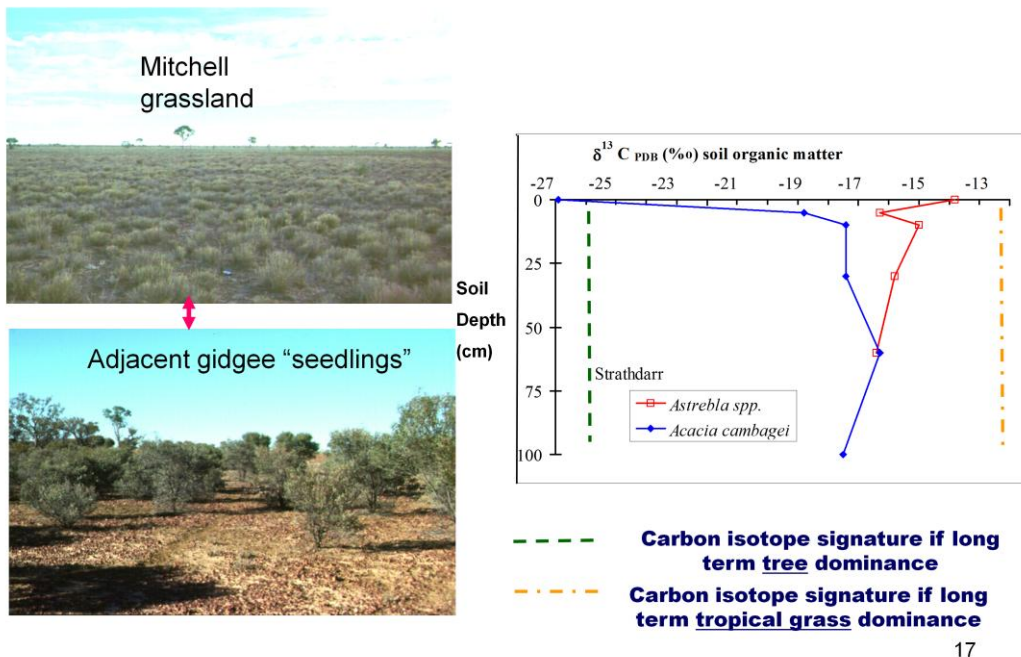 Mitchell
grassland
Adjacent gidgee “seedlings”
Soil
Depth
(cm)
δ¹³ C PDB (‰) soil organic matter
-27 -25 -23 -21 -19 -17 -15 -13
0
25
50
75
100
Strathdarr
Astrebla spp.
Acacia cambagei
Carbon isotope signature if long
term tree dominance
Carbon isotope signature if long
term tropical grass dominance
17